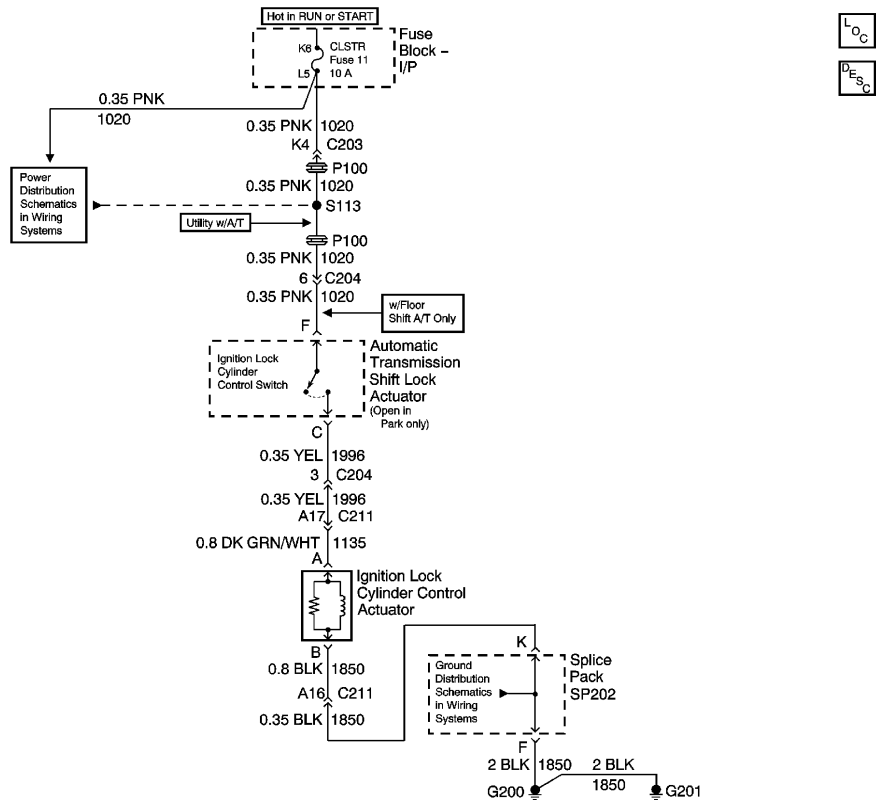 Hot in RUN or START
Fuse
Block –
I/P
K6
CLSTR
Fuse 11
10 A
L5
L
O
C
D
E
S
C
0.35 PNK
1020
0.35 PNK 1020
K4 C203
P100
0.35 PNK 1020
Power
Distribution
Schematics
in Wiring
Systems
S113
Utility w/A/T
P100
0.35 PNK 1020
6 C204
0.35 PNK 1020
w/Floor
Shift A/T Only
F
Ignition Lock
Cylinder
Control Switch
Automatic
Transmission
Shift Lock
Actuator
(Open in
Park only)
C
0.35 YEL 1996
3 C204
0.35 YEL 1996
A17 C211
0.8 DK GRN/WHT 1135
A
Ignition Lock
Cylinder Control
Actuator
B
0.8 BLK 1850
A16 C211
0.35 BLK 1850
K
Ground
Distribution
Schematics
in Wiring
Systems
Splice
Pack
SP202
F
2 BLK 1850
2 BLK
1850
G200
G201